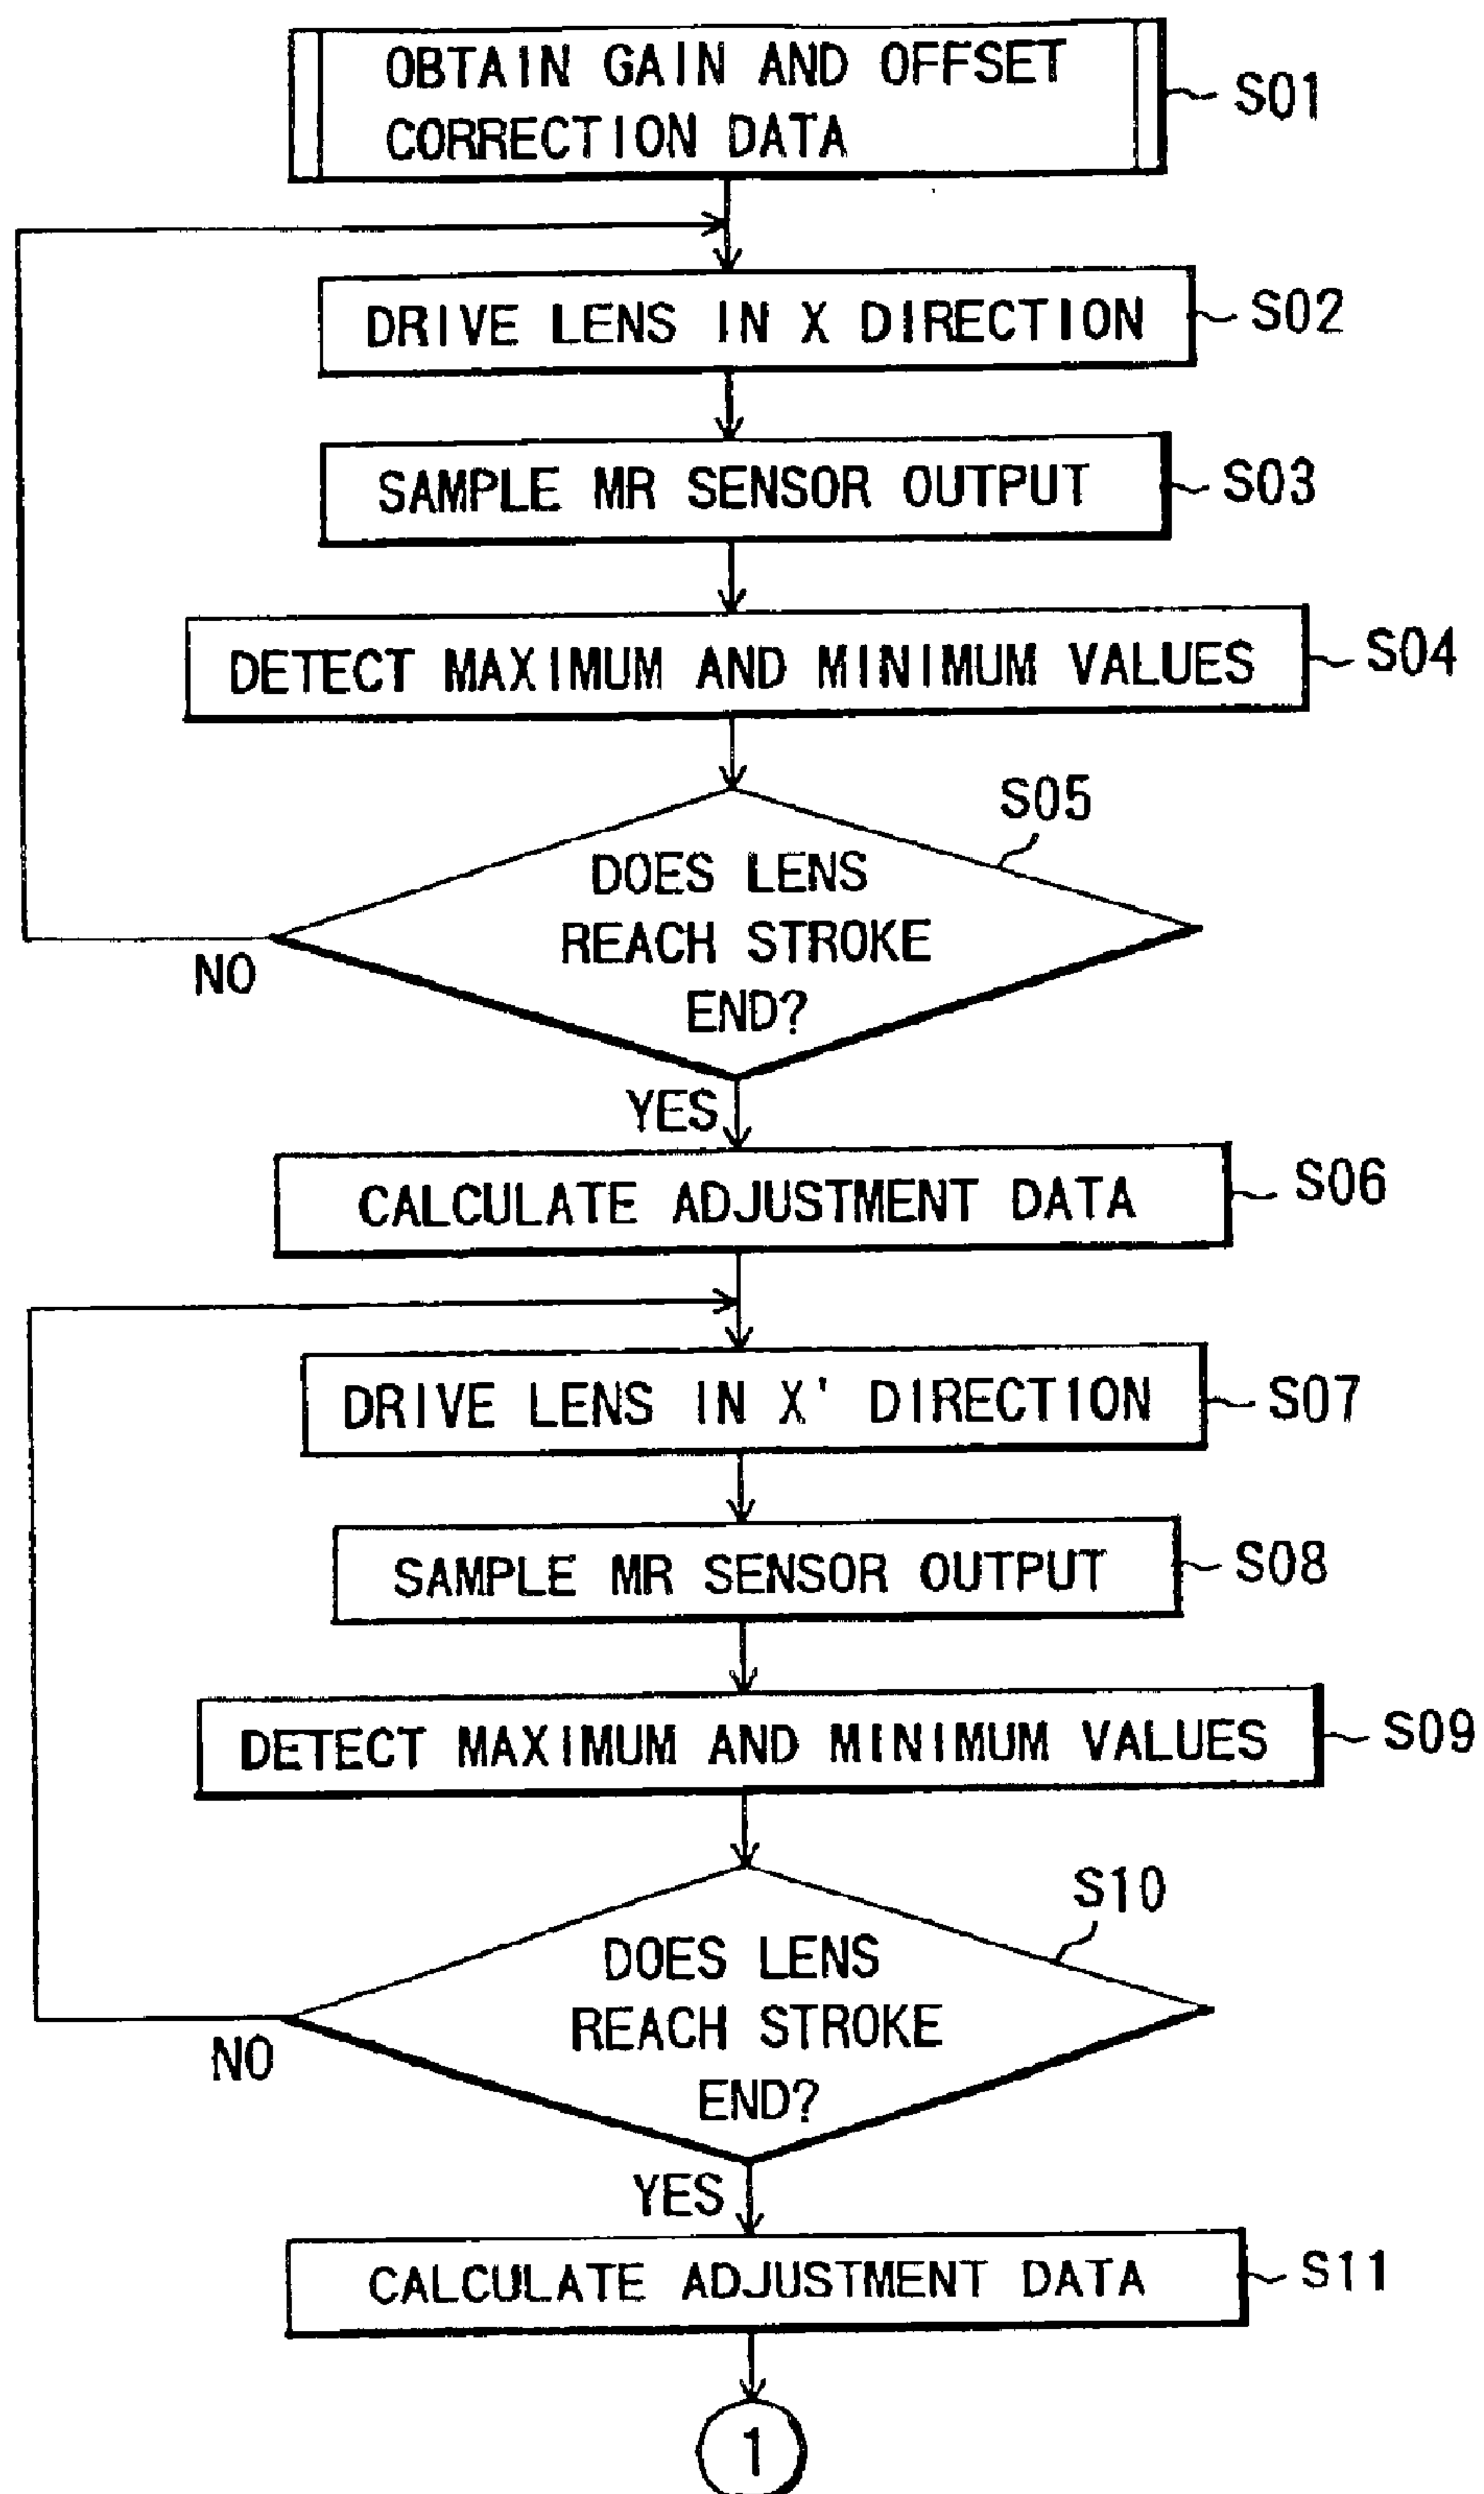 OBTAIN GAIN AND OFFSET
CORRECTION DATA
S01
DRIVE LENS IN X DIRECTION
S02
SAMPLE MR SENSOR OUTPUT
S03
DETECT MAXIMUM AND MINIMUM VALUES
S04
S05
DOES LENS
REACH STROKE
END?
NO
YES
CALCULATE ADJUSTMENT DATA
S06
DRIVE LENS IN X' DIRECTION
S07
SAMPLE MR SENSOR OUTPUT
S08
DETECT MAXIMUM AND MINIMUM VALUES
S09
S10
DOES LENS
REACH STROKE
END?
NO
YES
CALCULATE ADJUSTMENT DATA
S11
1